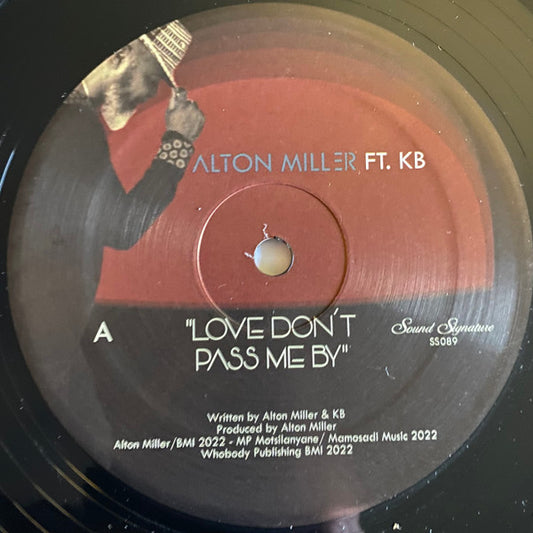 ALTON MILLER FT. KB
A
"LOVE DON'T
PASS ME BY"
Sound Signature
SS089
Written by Alton Miller & KB
Produced by Alton Miller
Alton Miller/BMI 2022 - MP Motsilanyane/ Mamosadi Music 2022
Whobody Publishing BMI 2022